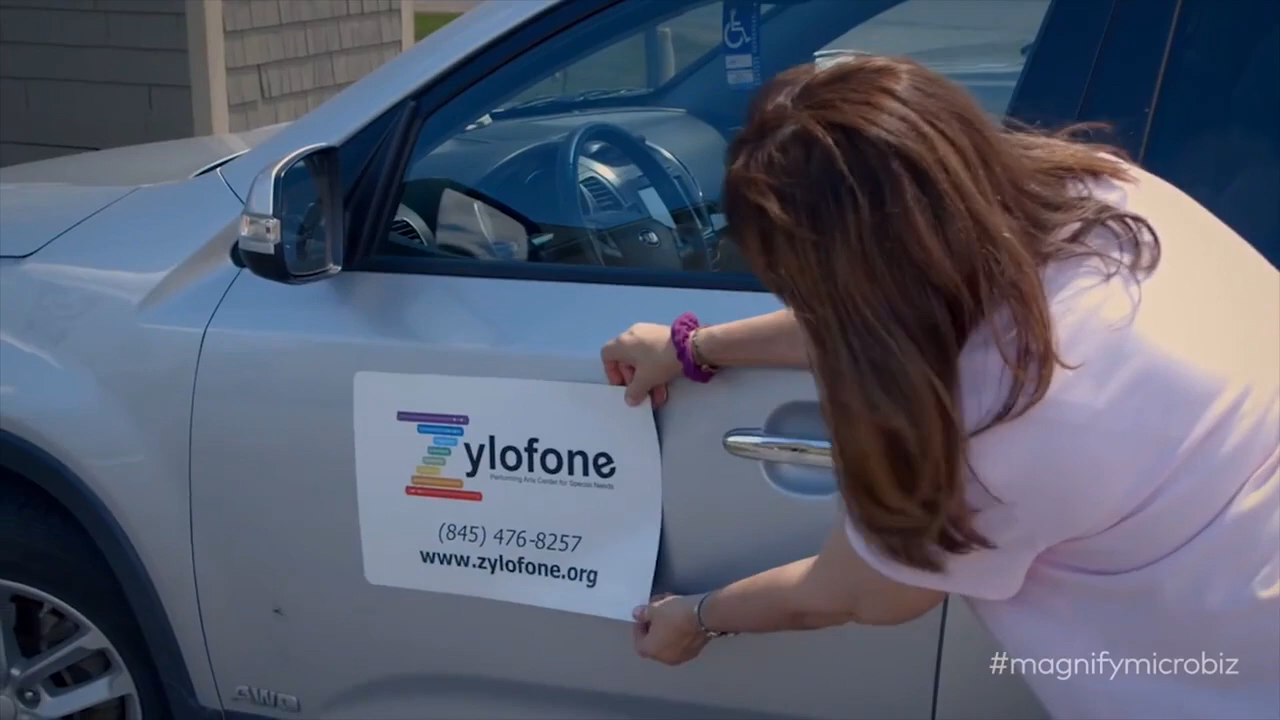 Zylofone
Performing Arts Center for Special Needs
(845) 476-8257
www.zylofone.org
AWD
#magnifymicrobiz